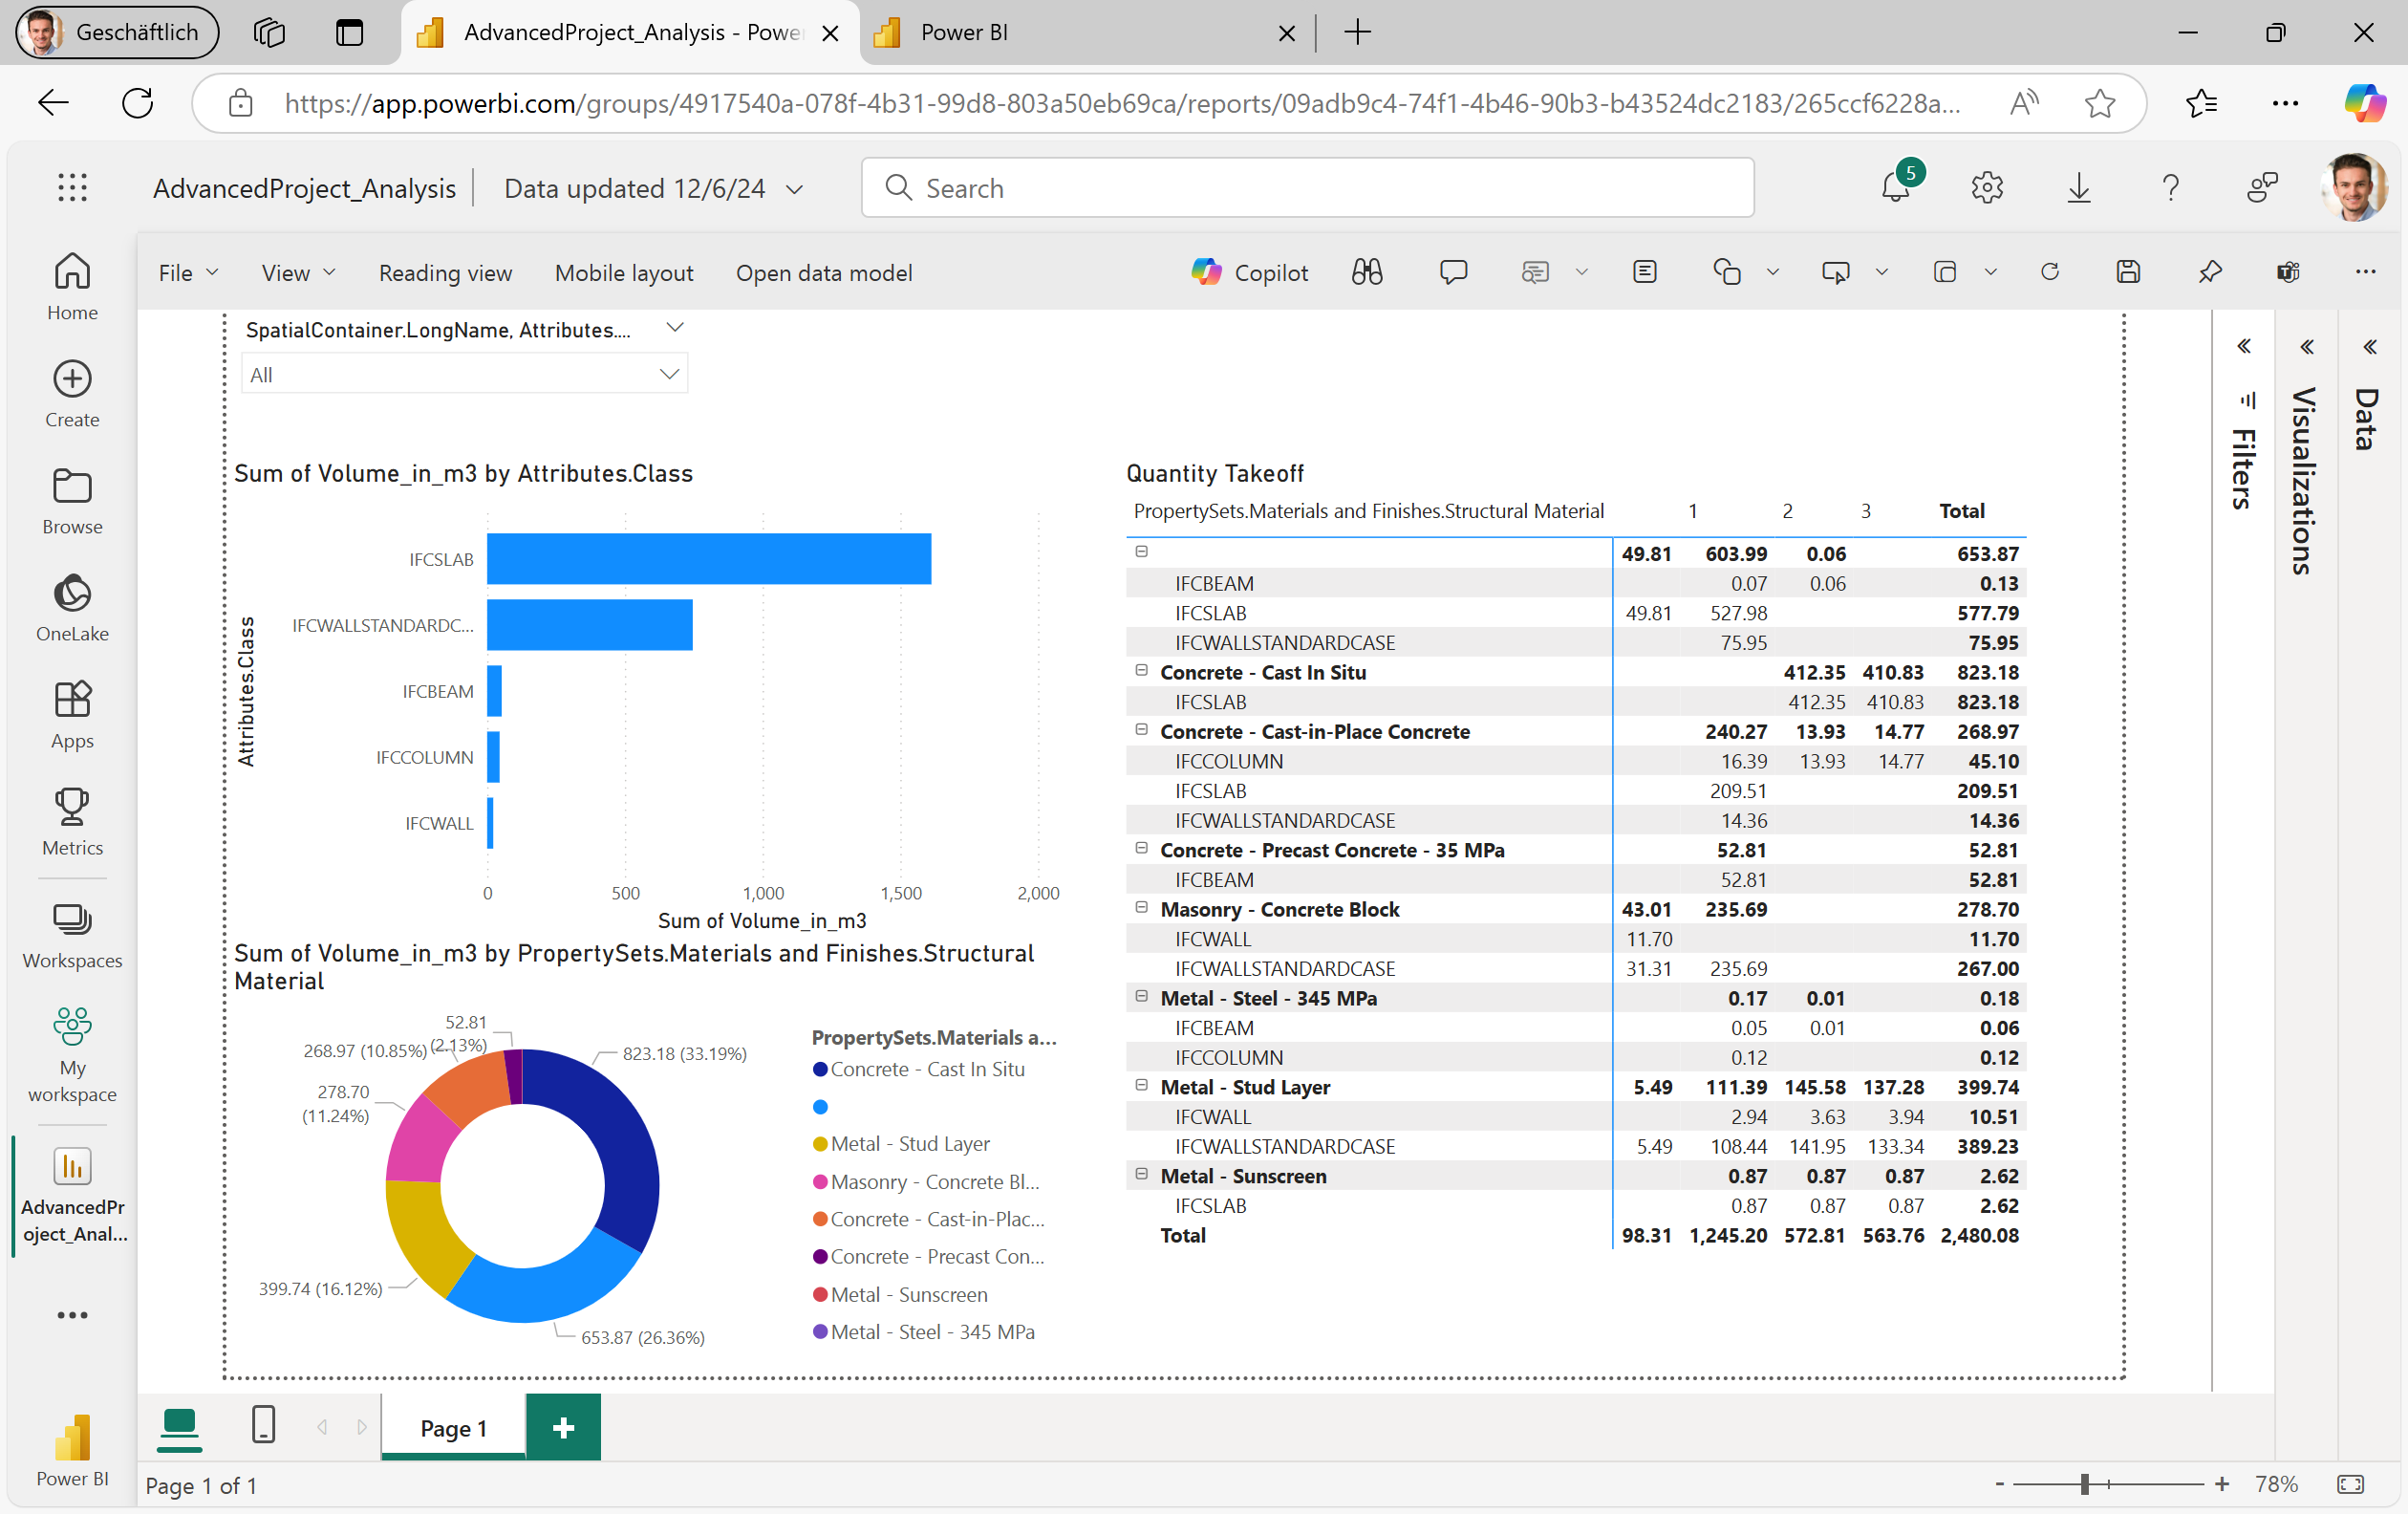 Geschäftlich
AdvancedProject_Analysis - Powe
Power BI
https://app.powerbi.com/groups/4917540a-078f-4b31-99d8-803a50eb69ca/reports/09adb9c4-74f1-4b46-90b3-b43524dc2183/265ccf6228a...
AdvancedProject_Analysis
Data updated 12/6/24
Search
5
File
View
Reading view
Mobile layout
Open data model
Copilot
Home
Create
Browse
OneLake
Apps
Metrics
Workspaces
My
workspace
AdvancedPr
oject_Anal...
Power BI
SpatialContainer.LongName, Attributes....
All
Sum of Volume_in_m3 by Attributes.Class
Attributes.Class
IFCSLAB
IFCWALLSTANDARDC...
IFCBEAM
IFCCOLUMN
IFCWALL
0 500 1,000 1,500 2,000
Sum of Volume_in_m3
Sum of Volume_in_m3 by PropertySets.Materials and Finishes.Structural
Material
52.81
(2.13%)
268.97 (10.85%)
823.18 (33.19%)
278.70
(11.24%)
399.74 (16.12%)
653.87 (26.36%)
PropertySets.Materials a...
Concrete - Cast In Situ
Metal - Stud Layer
Masonry - Concrete Bl...
Concrete - Cast-in-Plac...
Concrete - Precast Con...
Metal - Sunscreen
Metal - Steel - 345 MPa
Quantity Takeoff
PropertySets.Materials and Finishes.Structural Material 1 2 3 Total
49.81 603.99 0.06 653.87
IFCBEAM 0.07 0.06 0.13
IFCSLAB 49.81 527.98 577.79
IFCWALLSTANDARDCASE 75.95 75.95
Concrete - Cast In Situ 412.35 410.83 823.18
IFCSLAB 412.35 410.83 823.18
Concrete - Cast-in-Place Concrete 240.27 13.93 14.77 268.97
IFCCOLUMN 16.39 13.93 14.77 45.10
IFCSLAB 209.51 209.51
IFCWALLSTANDARDCASE 14.36 14.36
Concrete - Precast Concrete - 35 MPa 52.81 52.81
IFCBEAM 52.81 52.81
Masonry - Concrete Block 43.01 235.69 278.70
IFCWALL 11.70 11.70
IFCWALLSTANDARDCASE 31.31 235.69 267.00
Metal - Steel - 345 MPa 0.17 0.01 0.18
IFCBEAM 0.05 0.01 0.06
IFCCOLUMN 0.12 0.12
Metal - Stud Layer 5.49 111.39 145.58 137.28 399.74
IFCWALL 2.94 3.63 3.94 10.51
IFCWALLSTANDARDCASE 5.49 108.44 141.95 133.34 389.23
Metal - Sunscreen 0.87 0.87 0.87 2.62
IFCSLAB 0.87 0.87 0.87 2.62
Total 98.31 1,245.20 572.81 563.76 2,480.08
Filters
Visualizations
Data
Page 1
Page 1 of 1
- + 78%